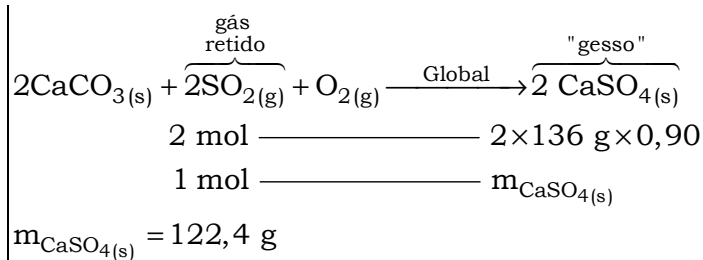 gás
retido
"gesso"
2CaCO3(s) + 2SO2(g) + O2(g) Global 2 CaSO4(s)
2 mol 2×136 g×0,90
1 mol mCaSO4(s)
mCaSO4(s) = 122,4 g